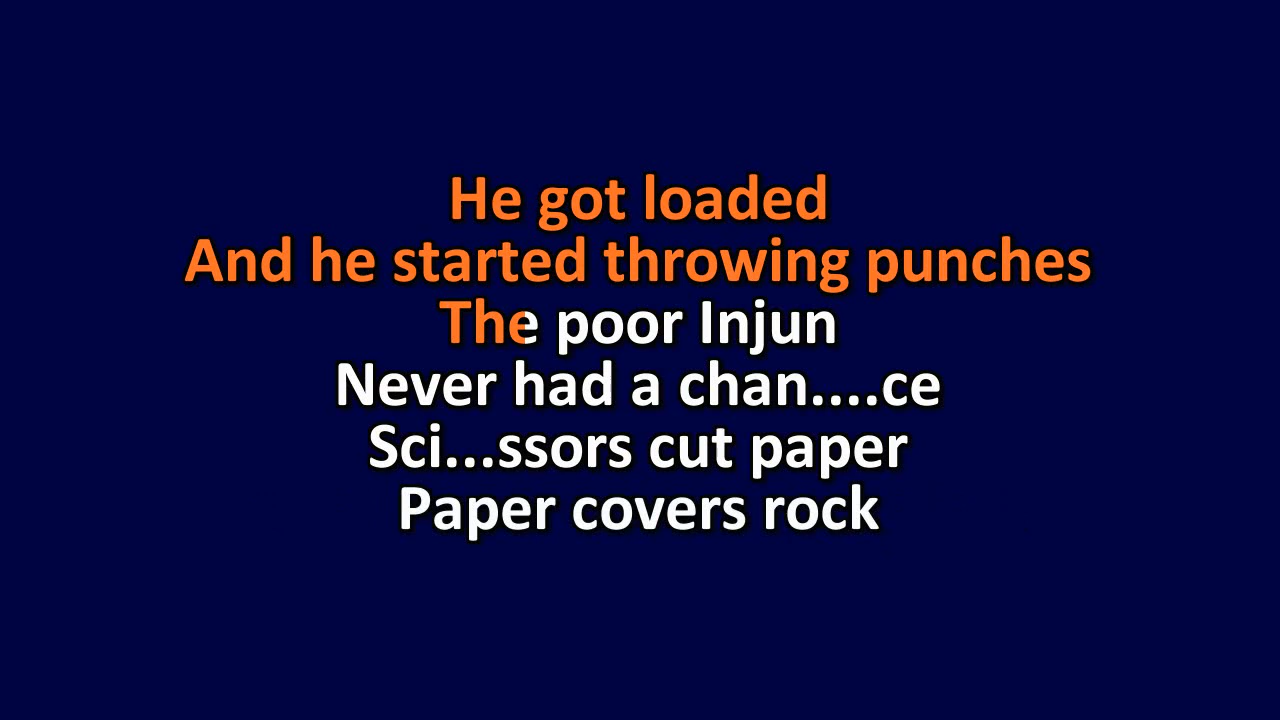 He got loaded
And he started throwing punches
The poor Injun
Never had a chan....ce
Sci...ssors cut paper
Paper covers rock